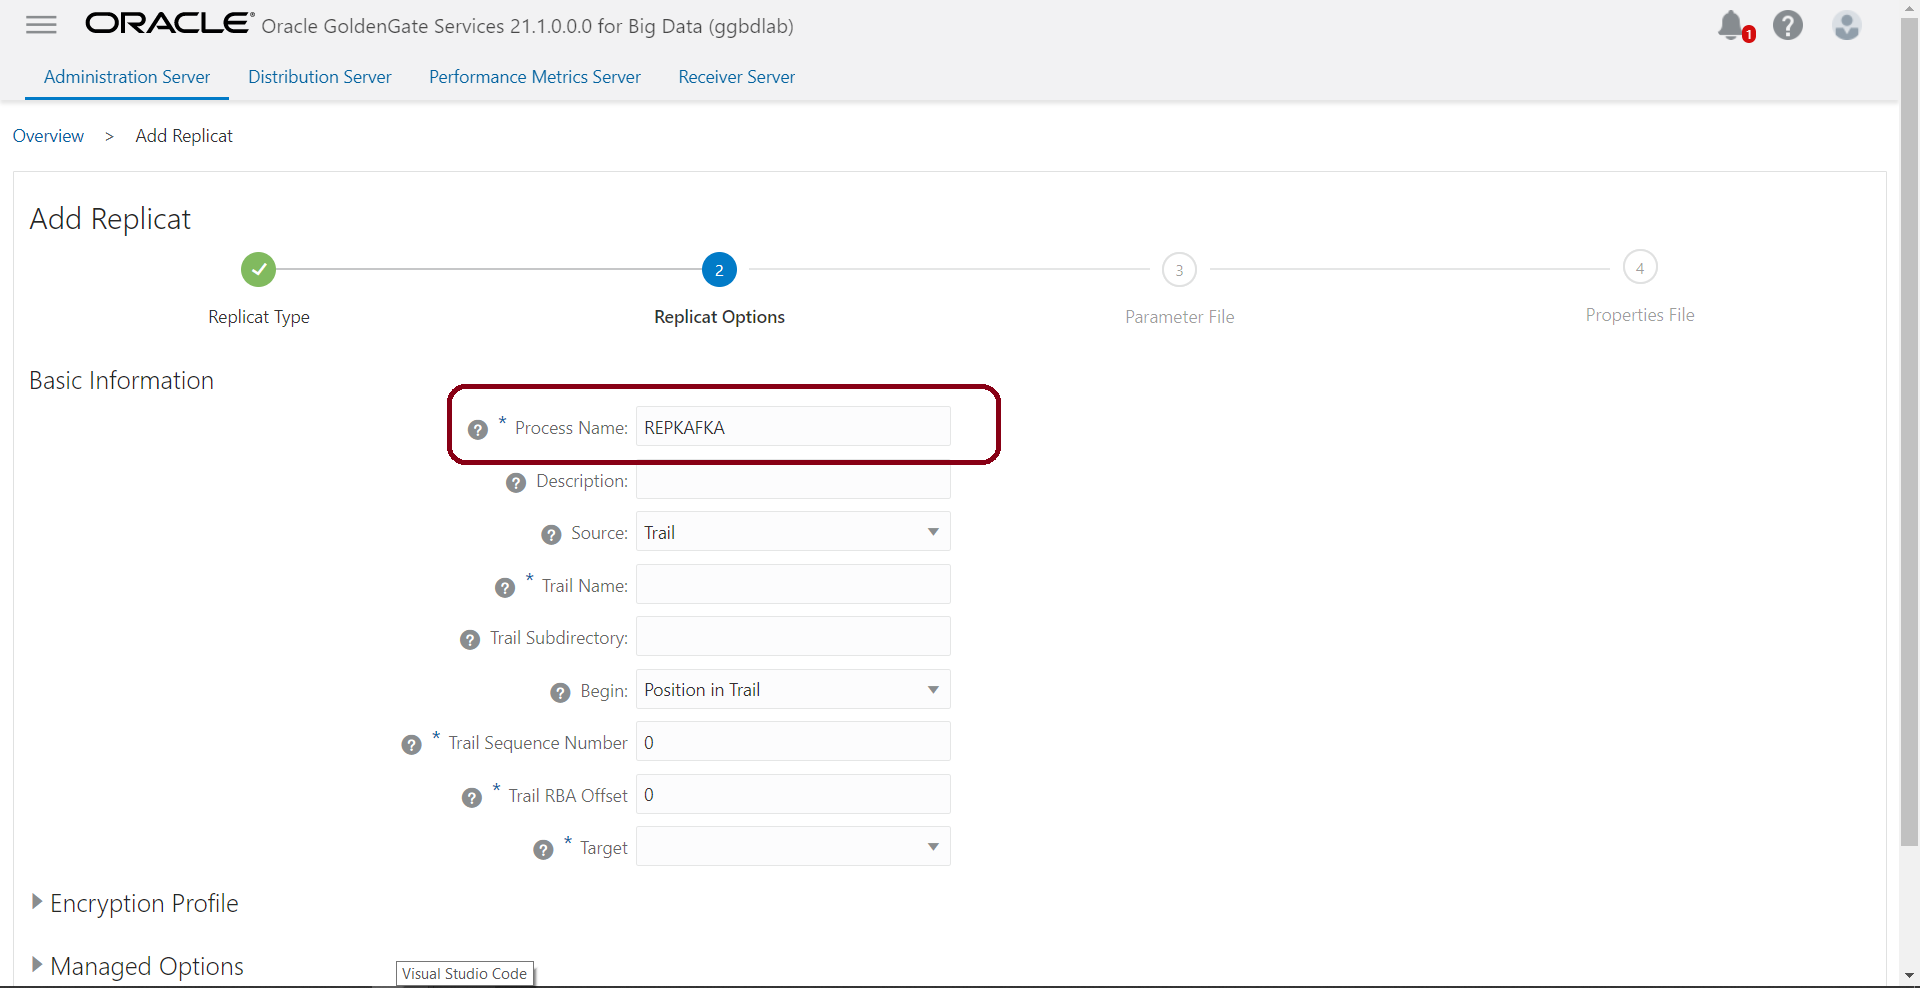 ORACLE® Oracle GoldenGate Services 21.1.0.0.0 for Big Data (ggbdlab)
1
?
Administration Server Distribution Server Performance Metrics Server Receiver Server
Overview > Add Replicat
Add Replicat
2 3 4
Replicat Type Replicat Options Parameter File Properties File
Basic Information
? * Process Name: REPKAFKA
? Description:
? Source: Trail
? * Trail Name:
? Trail Subdirectory:
? Begin: Position in Trail
? * Trail Sequence Number 0
? * Trail RBA Offset 0
? * Target
Encryption Profile
Managed Options
Visual Studio Code